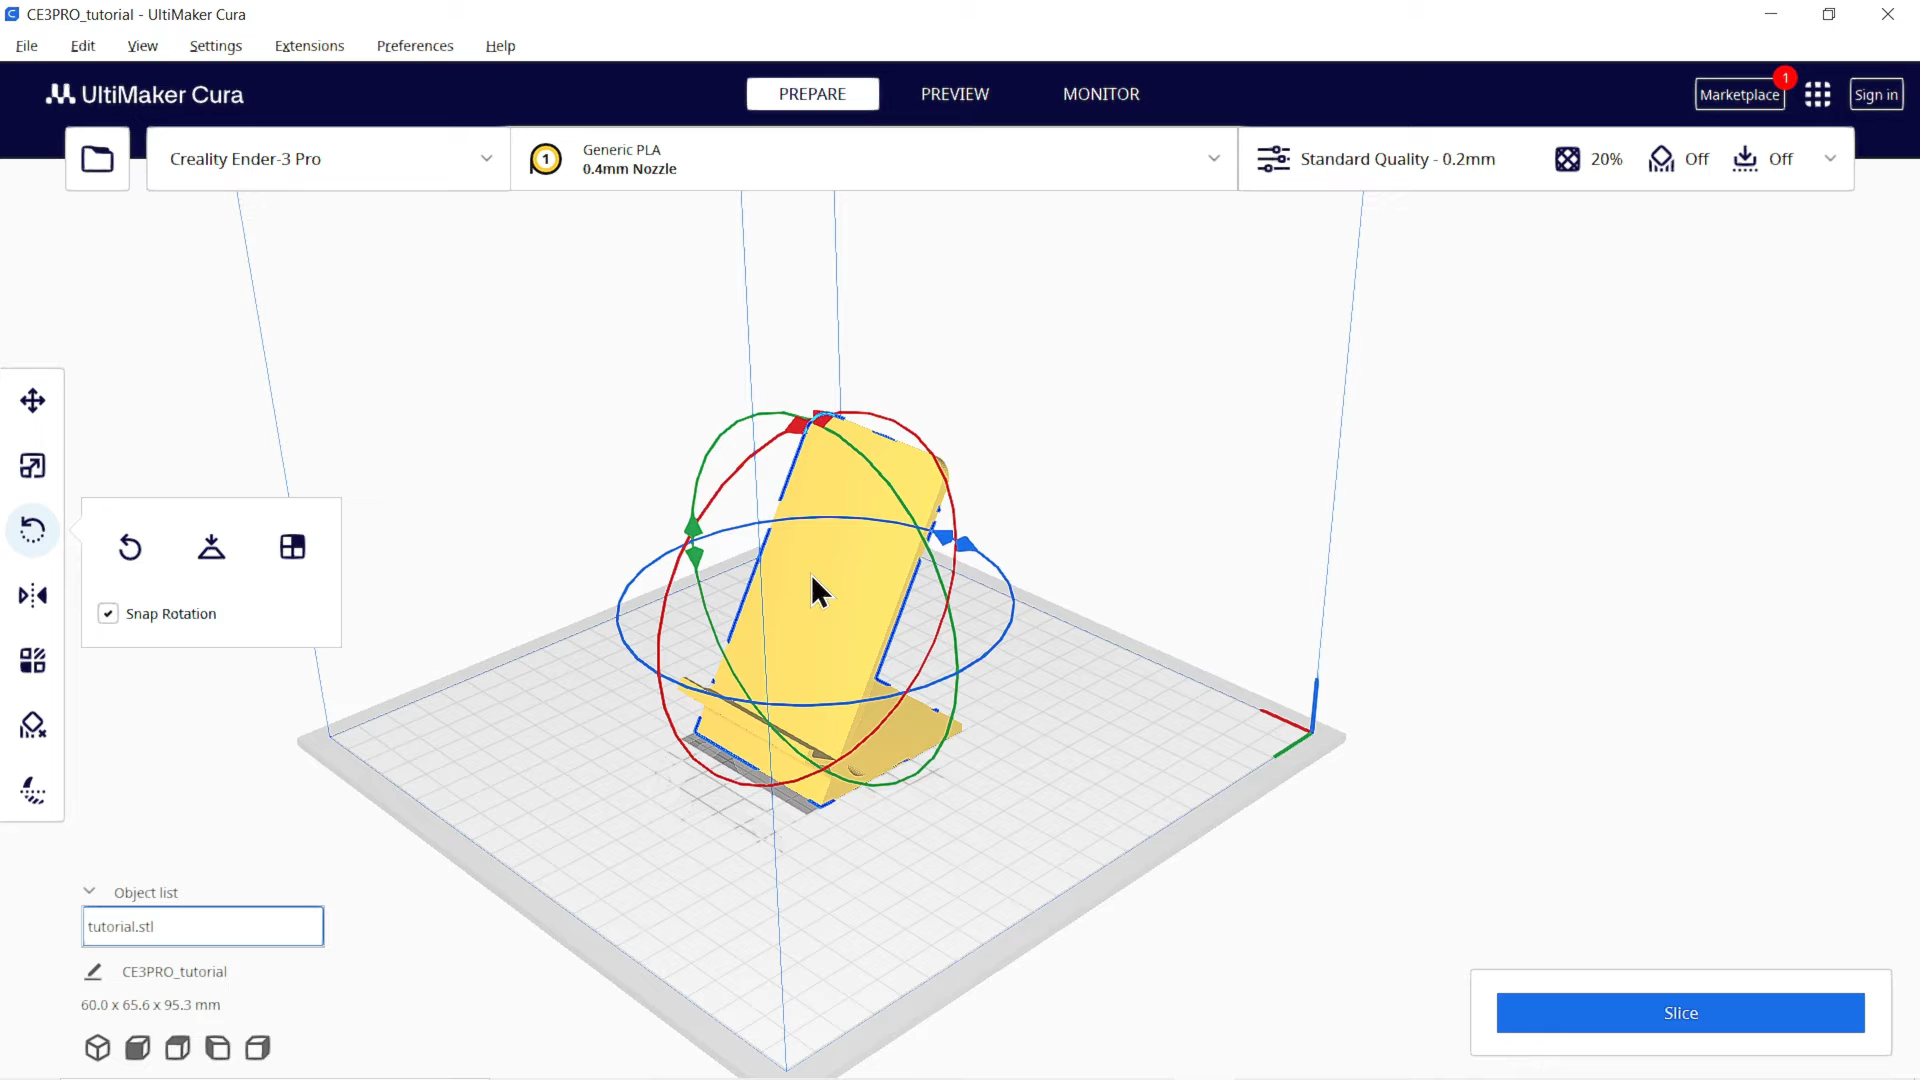 CE3PRO_tutorial - UltiMaker Cura
File Edit View Settings Extensions Preferences Help
UltiMaker Cura
PREPARE PREVIEW MONITOR
Marketplace 1 Sign in
Creality Ender-3 Pro
1
Generic PLA
0.4mm Nozzle
Standard Quality - 0.2mm 20% Off Off
Snap Rotation
Object list
tutorial.stl
CE3PRO_tutorial
60.0 x 65.6 x 95.3 mm
Slice